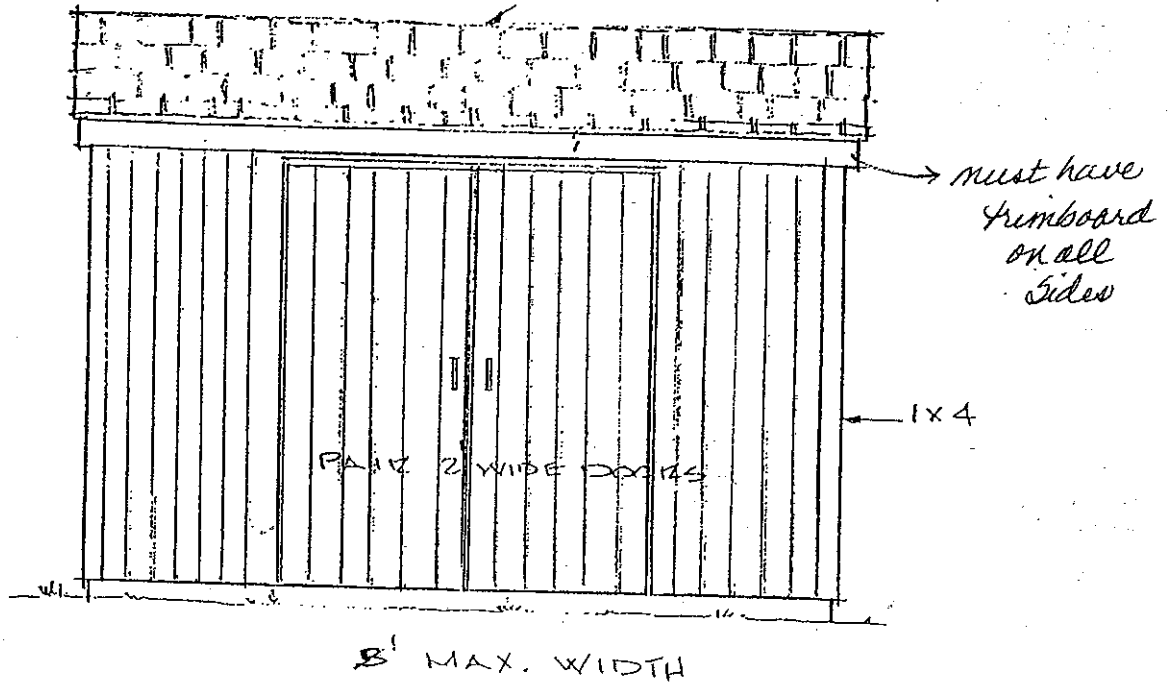 must have
trimboard
on all
sides
1x4
PAIR 2' WIDE DOORS
8' MAX. WIDTH